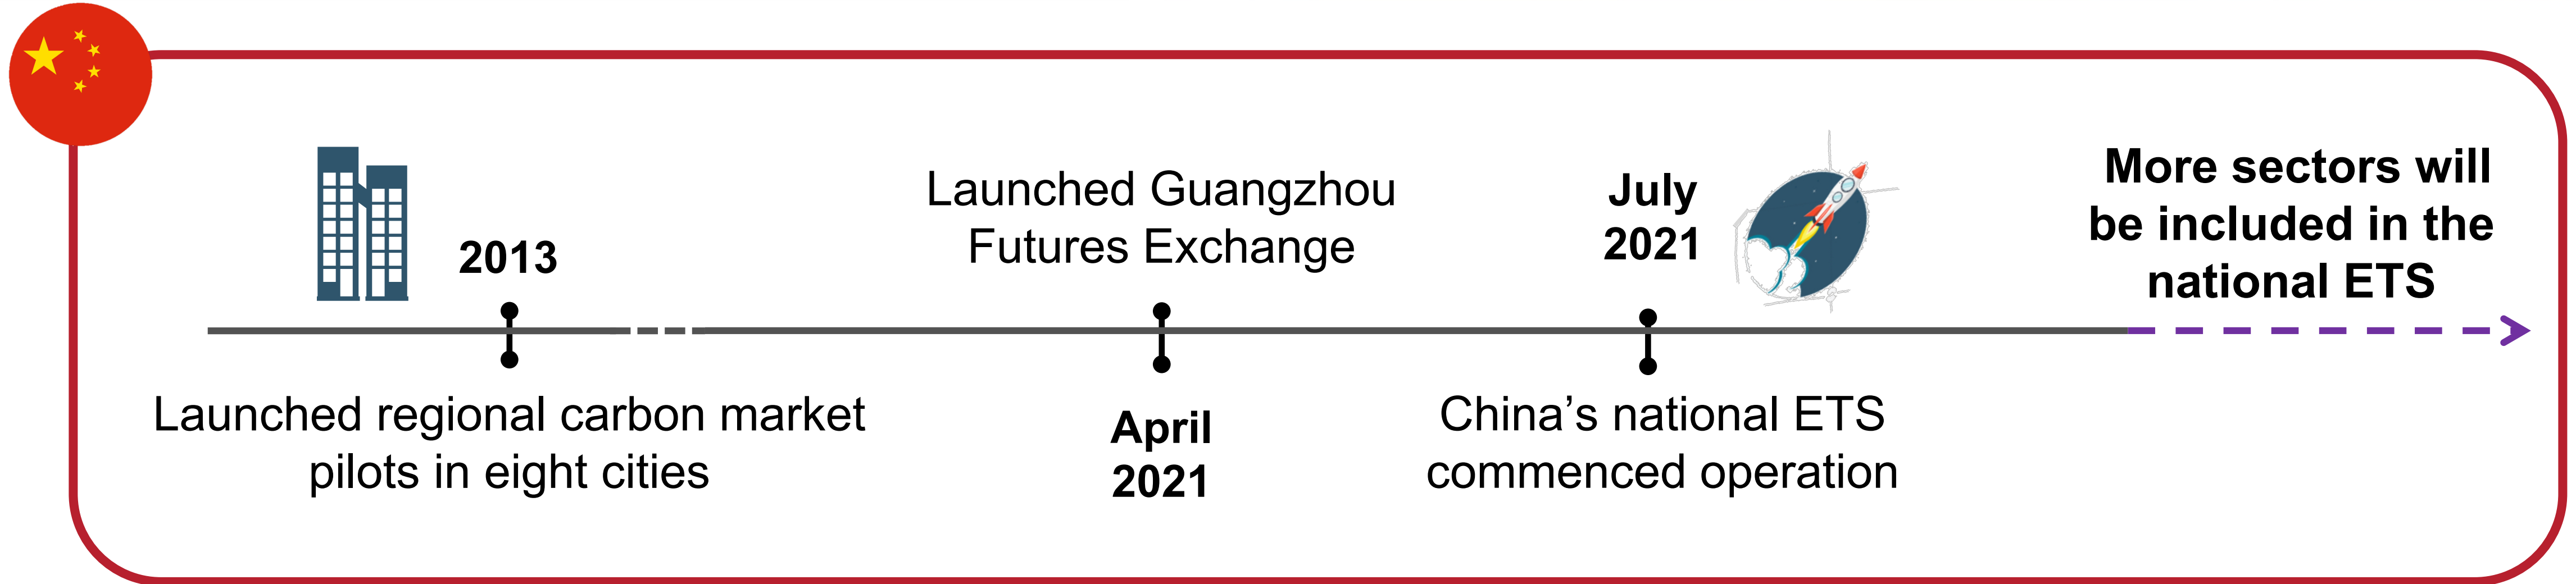 2013
Launched regional carbon market
pilots in eight cities
Launched Guangzhou
Futures Exchange
April
2021
July
2021
China’s national ETS
commenced operation
More sectors will
be included in the
national ETS